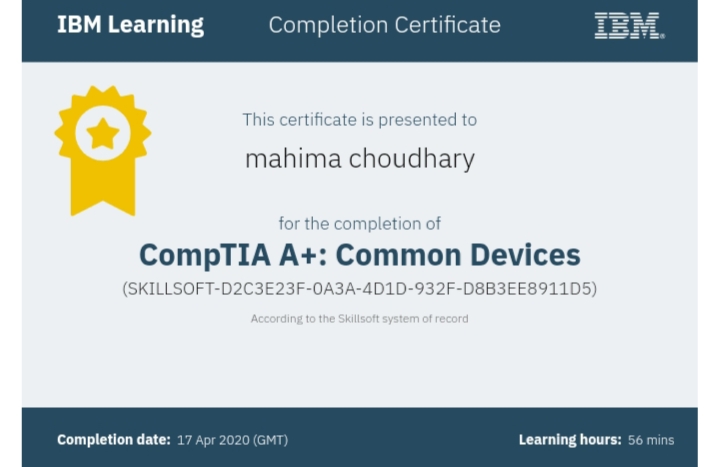 IBM Learning
Completion Certificate
IBM.
This certificate is presented to
mahima choudhary
for the completion of
CompTIA A+: Common Devices
(SKILLSOFT-D2C3E23F-0A3A-4D1D-932F-D8B3EE8911D5)
According to the Skillsoft system of record
Completion date: 17 Apr 2020 (GMT)
Learning hours: 56 mins